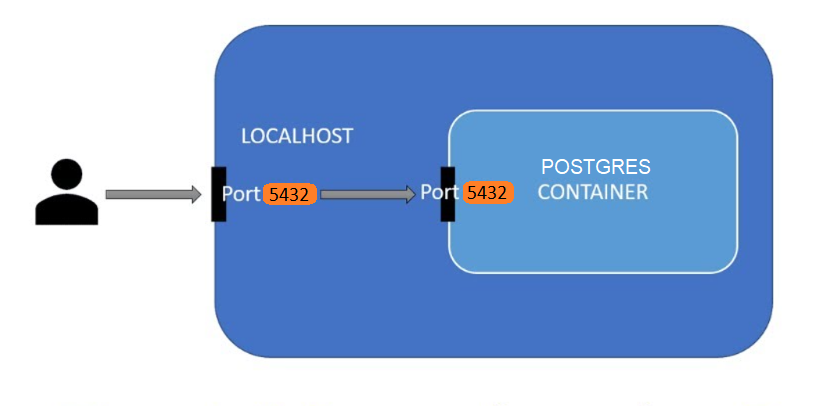 LOCALHOST
POSTGRES
CONTAINER
Port 5432
Port 5432